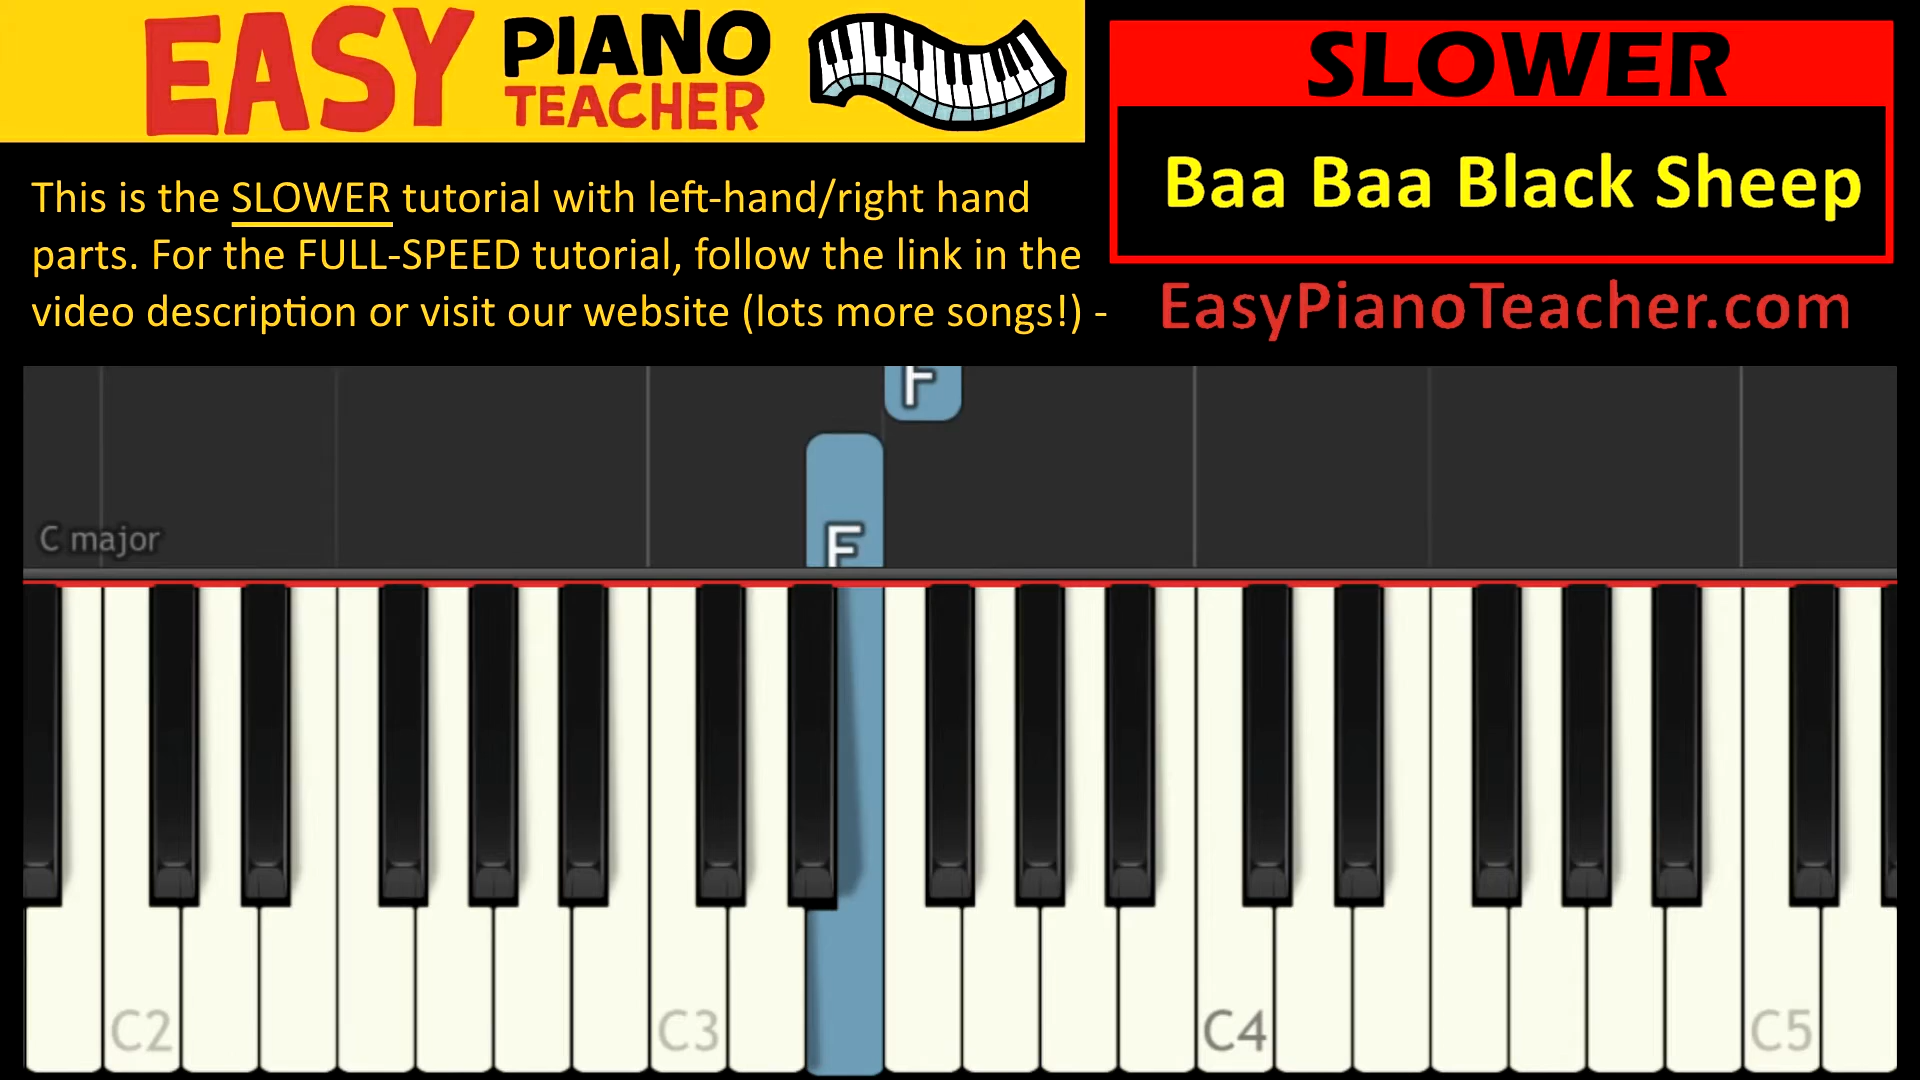 EASY PIANO TEACHER
SLOWER
Baa Baa Black Sheep
This is the SLOWER tutorial with left-hand/right hand
parts. For the FULL-SPEED tutorial, follow the link in the
video description or visit our website (lots more songs!) -
EasyPianoTeacher.com
F
E
C major
C2
C3
C4
C5